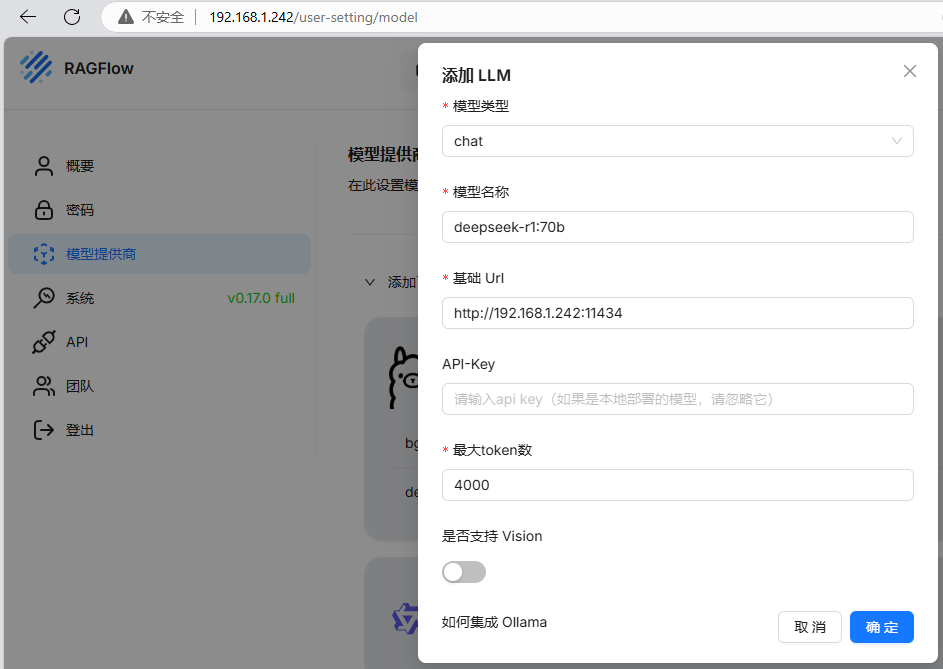 不安全 192.168.1.242/user-setting/model
RAGFlow
概要
密码
模型提供商
系统 v0.17.0 full
API
团队
登出
模型提供商
在此设置模
添加
bg
de
添加 LLM
* 模型类型
chat
* 模型名称
deepseek-r1:70b
* 基础 Url
http://192.168.1.242:11434
API-Key
请输入api key（如果是本地部署的模型，请忽略它）
* 最大token数
4000
是否支持 Vision
如何集成 Ollama
取 消
确 定